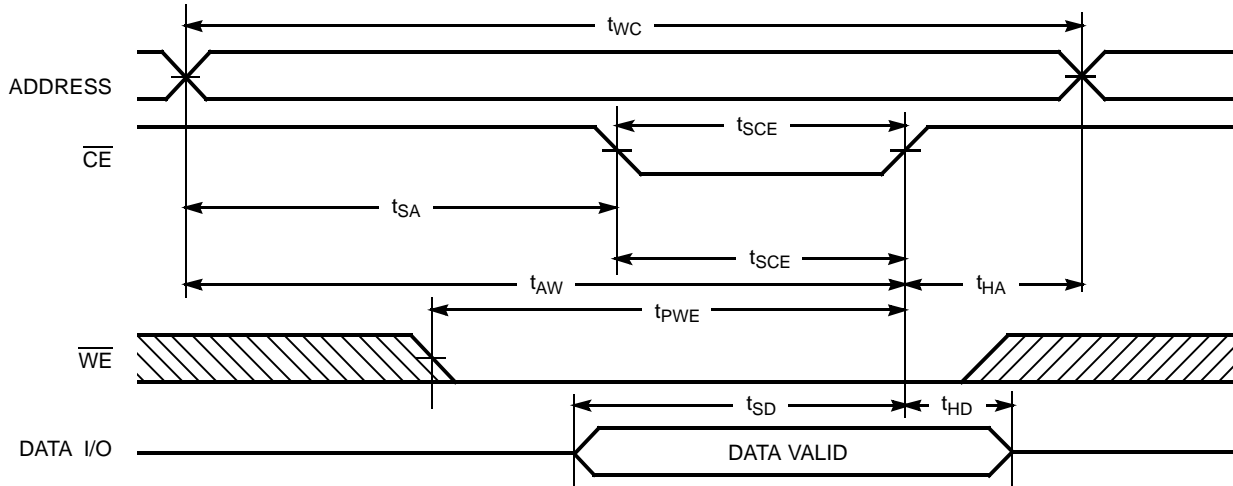 tWC
ADDRESS
tSCE
CE
tSA
tSCE
tAW
tHA
tPWE
WE
tSD
tHD
DATA I/O
DATA VALID